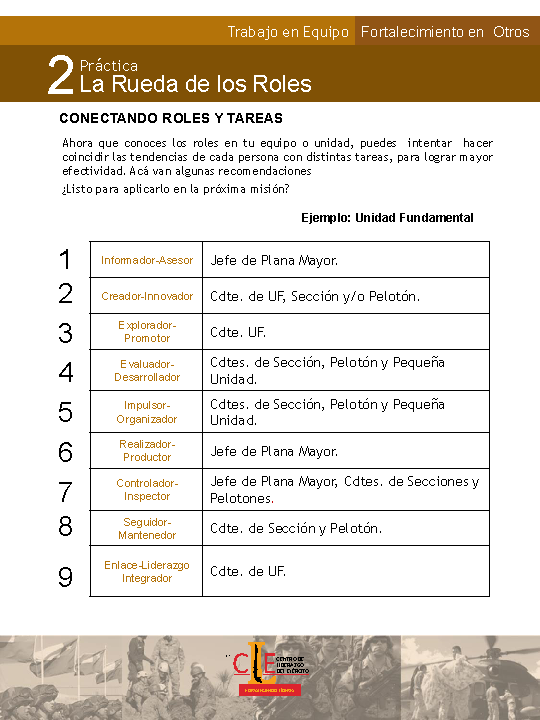 Trabajo en Equipo Fortalecimiento en Otros
2 Práctica
La Rueda de los Roles
CONECTANDO ROLES Y TAREAS
Ahora que conoces los roles en tu equipo o unidad, puedes intentar hacer
coincidir las tendencias de cada persona con distintas tareas, para lograr mayor
efectividad. Acá van algunas recomendaciones
¿Listo para aplicarlo en la próxima misión?
Ejemplo: Unidad Fundamental
1 Informador-Asesor Jefe de Plana Mayor.
2 Creador-Innovador Cdte. de UF, Sección y/o Pelotón.
3 Explorador-
Promotor Cdte. UF.
4 Evaluador-
Desarrollador Cdtes. de Sección, Pelotón y Pequeña
Unidad.
5 Impulsor-
Organizador Cdtes. de Sección, Pelotón y Pequeña
Unidad.
6 Realizador-
Productor Jefe de Plana Mayor.
7 Controlador-
Inspector Jefe de Plana Mayor, Cdtes. de Secciones y
Pelotones.
8 Seguidor-
Mantenedor Cdte. de Sección y Pelotón.
9 Enlace-Liderazgo
Integrador Cdte. de UF.
CLE
CENTRO DE
LIDERAZGO
DEL EJÉRCITO